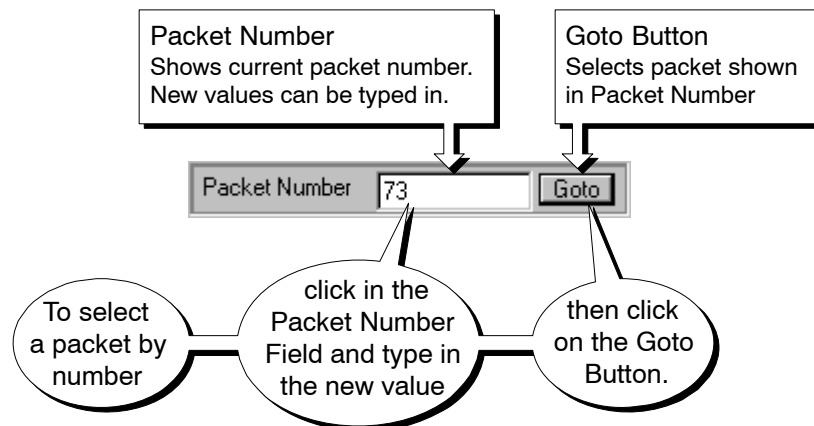 Packet Number
Shows current packet number.
New values can be typed in.
Goto Button
Selects packet shown
in Packet Number
Packet Number
73
Goto
To select
a packet by
number
click in the
Packet Number
Field and type in
the new value
then click
on the Goto
Button.